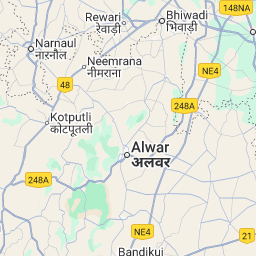 148NA
Rewari
रेवाड़ी
Bhiwadi
भिवाड़ी
Narnaul
नारनौल
Neemrana
नीमराना
NE4
48
248A
Kotputli
कोटपूतली
Alwar
अलवर
248A
NE4
21
Bandikui